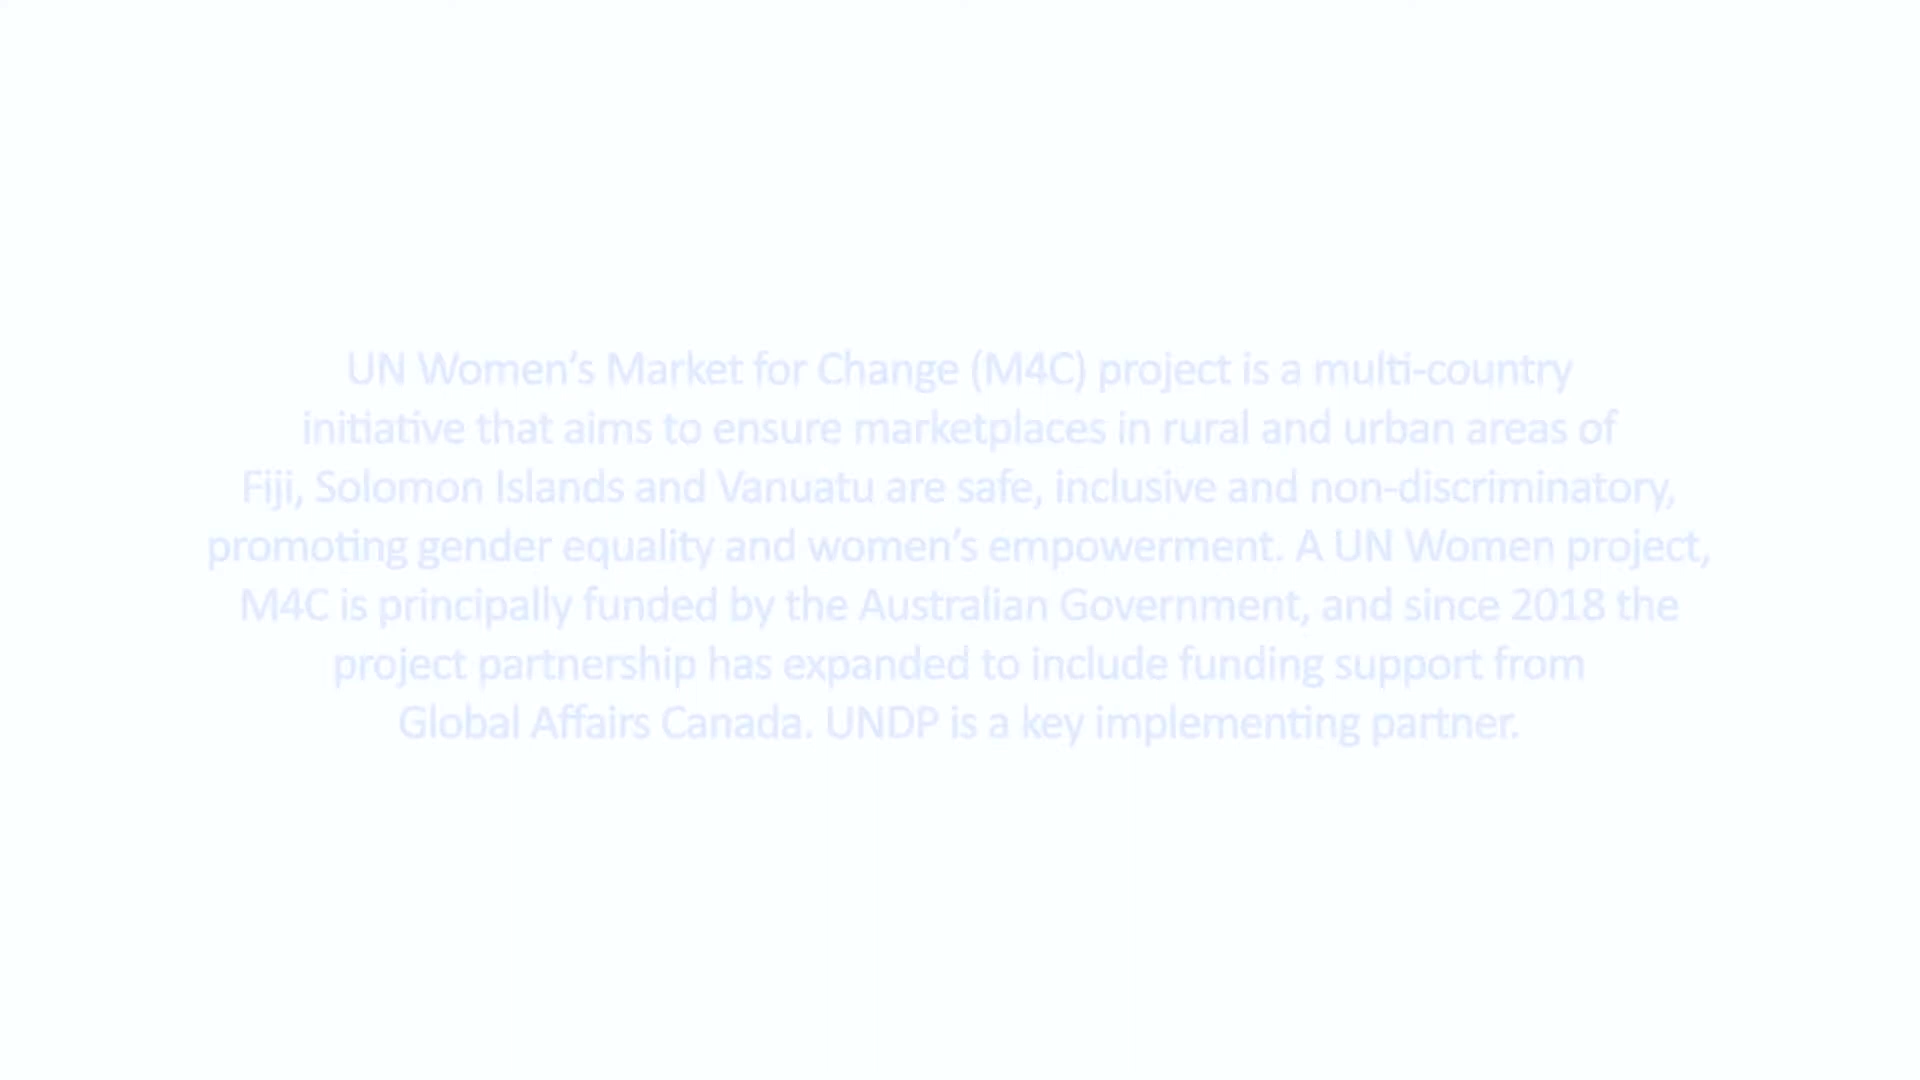 UN Women’s Market for Change (M4C) project is a multi-country
initiative that aims to ensure marketplaces in rural and urban areas of
Fiji, Solomon Islands and Vanuatu are safe, inclusive and non-discriminatory,
promoting gender equality and women’s empowerment. A UN Women project,
M4C is principally funded by the Australian Government, and since 2018 the
project partnership has expanded to include funding support from
Global Affairs Canada. UNDP is a key implementing partner.